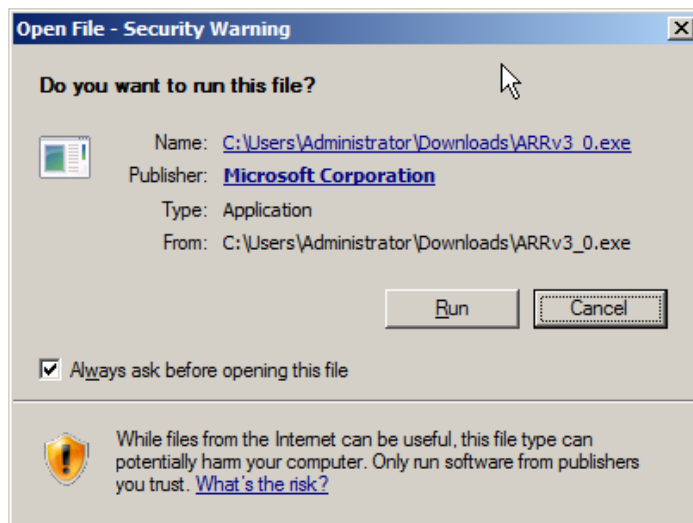 Open File - Security Warning
Do you want to run this file?
Name: C:\Users\Administrator\Downloads\ARRv3_0.exe
Publisher: Microsoft Corporation
Type: Application
From: C:\Users\Administrator\Downloads\ARRv3_0.exe
Run Cancel
Always ask before opening this file
While files from the Internet can be useful, this file type can
potentially harm your computer. Only run software from publishers
you trust. What's the risk?